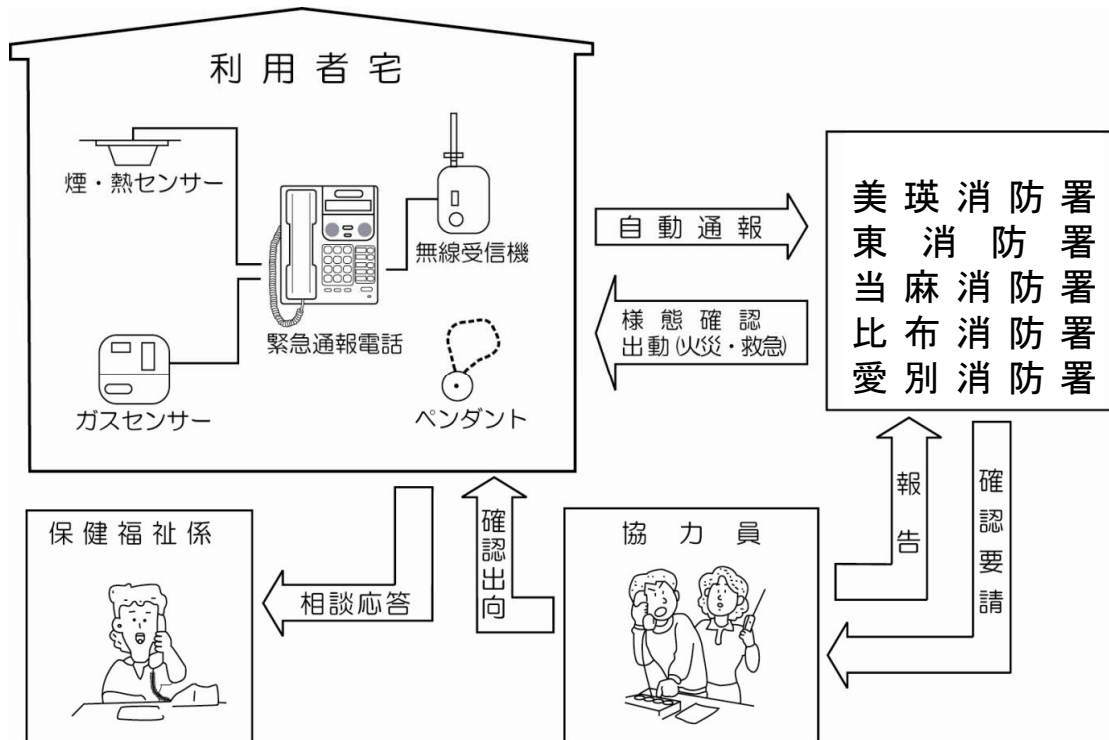 利用者宅
煙・熱センサー
無線受信機
緊急通報電話
ガスセンサー
ペンダント
自動通報
様態確認
出動(火災・救急)
美瑛消防署
東消防署
当麻消防署
比布消防署
愛別消防署
報告
確認要請
確認出向
相談応答
保健福祉係
協力員